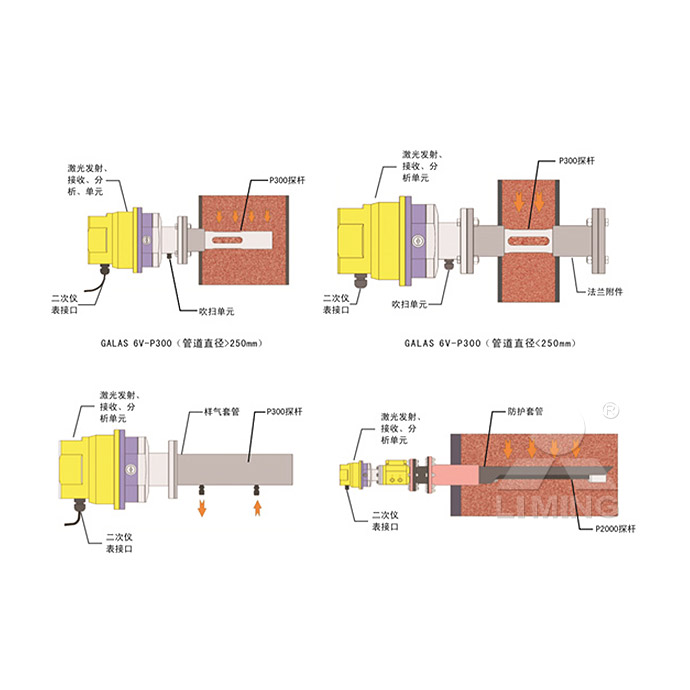 激光发射、
接收、分
析、单元
P300探杆
二次仪
表接口
吹扫单元
GALAS 6V-P300（管道直径>250mm）
激光发射、
接收、分
析单元
P300探杆
二次仪
表接口
吹扫单元
法兰附件
GALAS 6V-P300（管道直径<250mm）
激光发射、
接收、分
析单元
样气套管
P300探杆
二次仪
表接口
激光发射、
接收、分
析单元
防护套管
®
LIMING
二次仪
表接口
P2000探杆